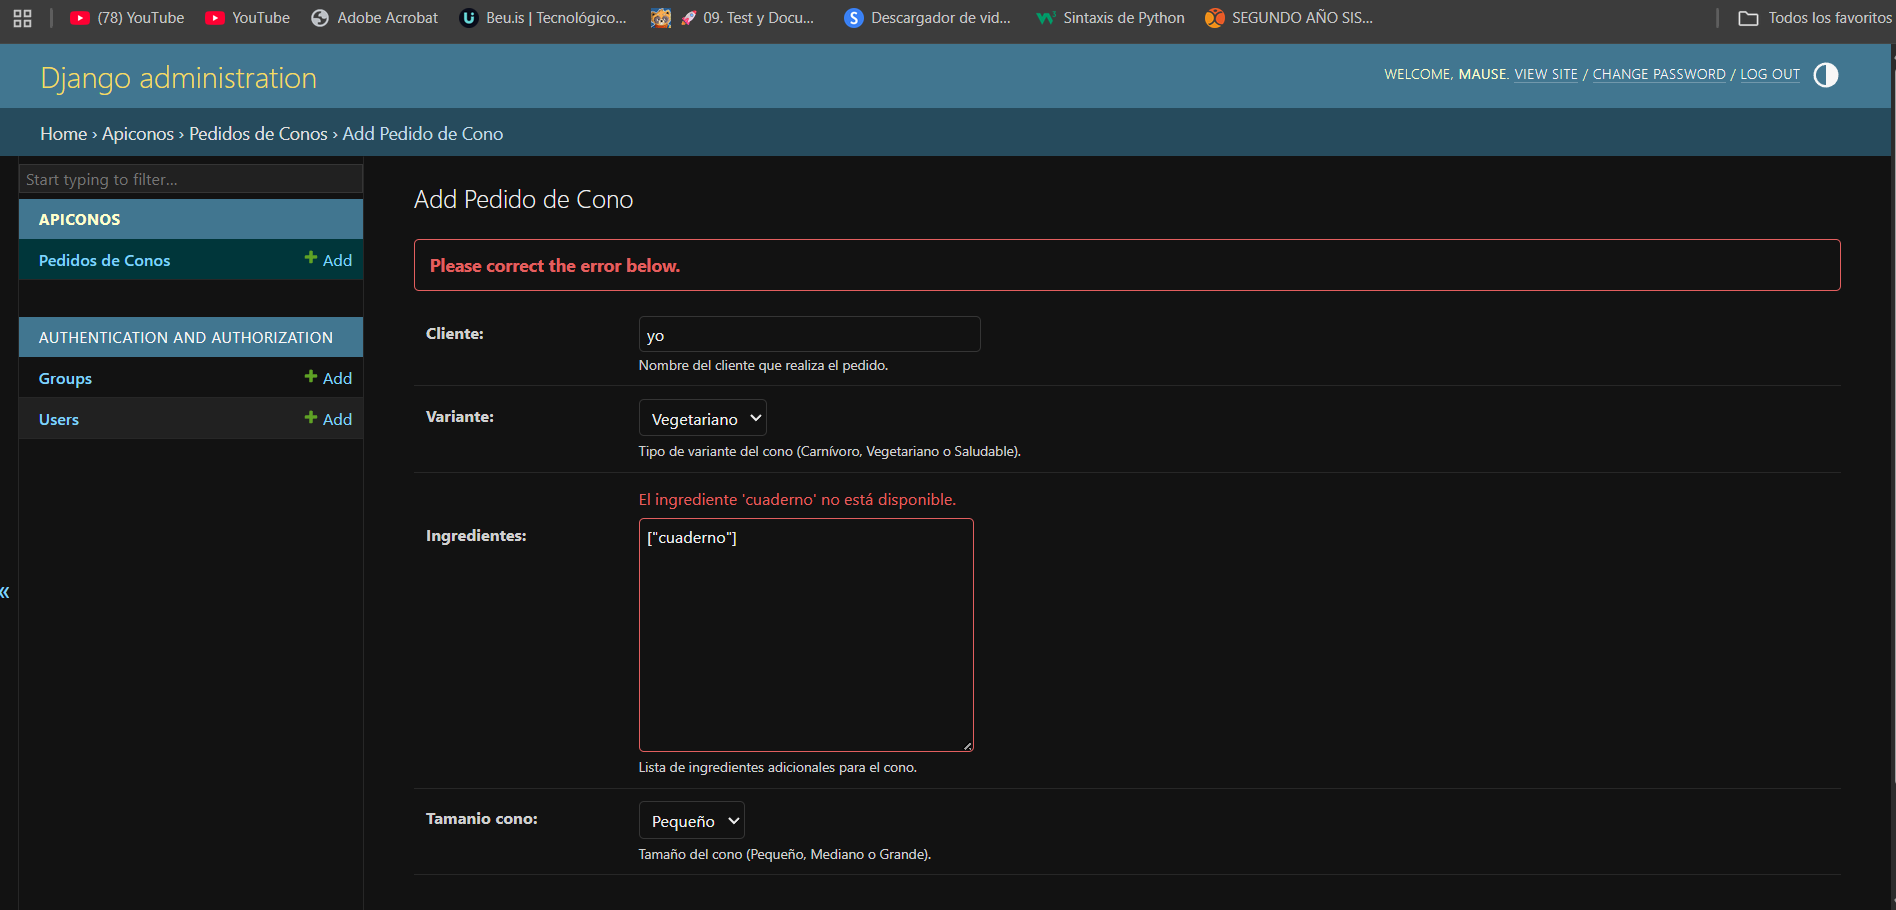 (78) YouTube YouTube Adobe Acrobat Beu.is | Tecnológico... 09. Test y Docu... Descargador de vid... Sintaxis de Python SEGUNDO AÑO SIS... Todos los favoritos
Django administration
WELCOME, MAUSE. VIEW SITE / CHANGE PASSWORD / LOG OUT
Home › Apiconos › Pedidos de Conos › Add Pedido de Cono
Start typing to filter...
APICONOS
Pedidos de Conos Add
AUTHENTICATION AND AUTHORIZATION
Groups Add
Users Add
«
Add Pedido de Cono
Please correct the error below.
Cliente: yo
Nombre del cliente que realiza el pedido.
Variante: Vegetariano
Tipo de variante del cono (Carnívoro, Vegetariano o Saludable).
El ingrediente 'cuaderno' no está disponible.
Ingredientes: ["cuaderno"]
Lista de ingredientes adicionales para el cono.
Tamanio cono: Pequeño
Tamaño del cono (Pequeño, Mediano o Grande).